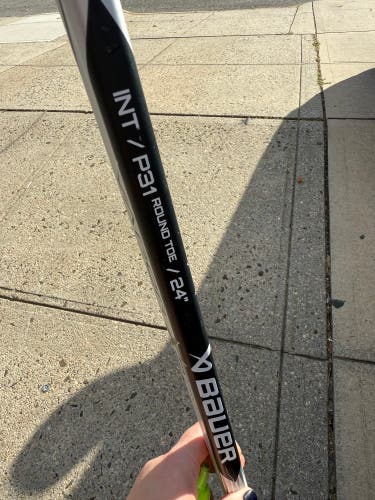 INT / P31 ROUND TOE / 24"
BAUER